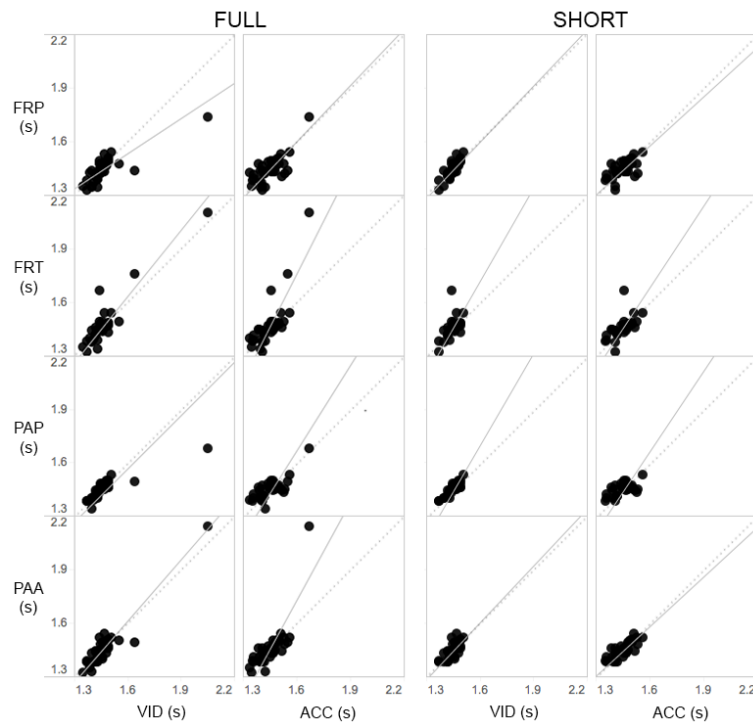 FULL SHORT
2.2
1.9
FRP
(s)
1.6
1.3
2.2
1.9
FRT
(s)
1.6
1.3
2.2
1.9
PAP
(s)
1.6
1.3
2.2
1.9
PAA
(s)
1.6
1.3
1.3 1.6 1.9 2.2 1.3 1.6 1.9 2.2 1.3 1.6 1.9 2.2 1.3 1.6 1.9 2.2
VID (s) ACC (s) VID (s) ACC (s)